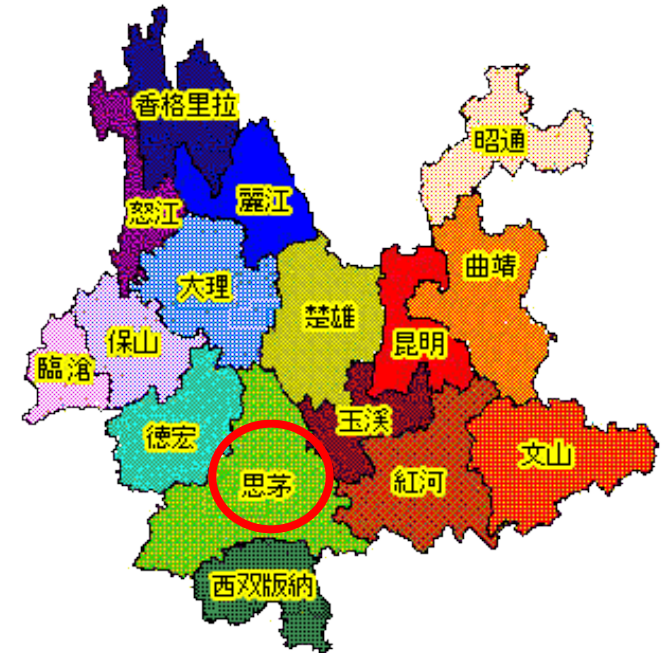 香格里拉
昭通
麗江
怒江
曲靖
大理
楚雄
保山
昆明
臨滄
玉溪
徳宏
文山
思茅
紅河
西双版納